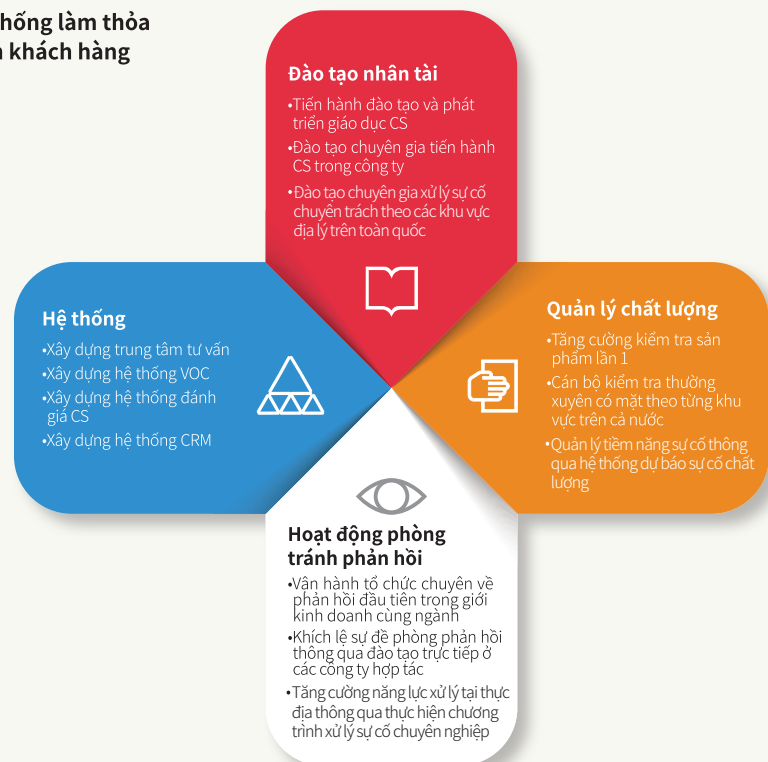 hống làm thỏa
khách hàng
Đào tạo nhân tài
•Tiến hành đào tạo và phát
triển giáo dục CS
•Đào tạo chuyên gia tiến hành
CS trong công ty
•Đào tạo chuyên gia xử lý sự cố
chuyên trách theo các khu vực
địa lý trên toàn quốc
Hệ thống
•Xây dựng trung tâm tư vấn
•Xây dựng hệ thống VOC
•Xây dựng hệ thống đánh
giá CS
•Xây dựng hệ thống CRM
Quản lý chất lượng
•Tăng cường kiểm tra sản
phẩm lần 1
•Cán bộ kiểm tra thường
xuyên có mặt theo từng khu
vực trên cả nước
•Quản lý tiềm năng sự cố thông
qua hệ thống dự báo sự cố chất
lượng
Hoạt động phòng
tránh phản hồi
•Vận hành tổ chức chuyên về
phản hồi đầu tiên trong giới
kinh doanh cùng ngành
•Khích lệ sự đề phòng phản hồi
thông qua đào tạo trực tiếp ở
các công ty hợp tác
•Tăng cường năng lực xử lý tại thực
địa thông qua thực hiện chương
trình xử lý sự cố chuyên nghiệp